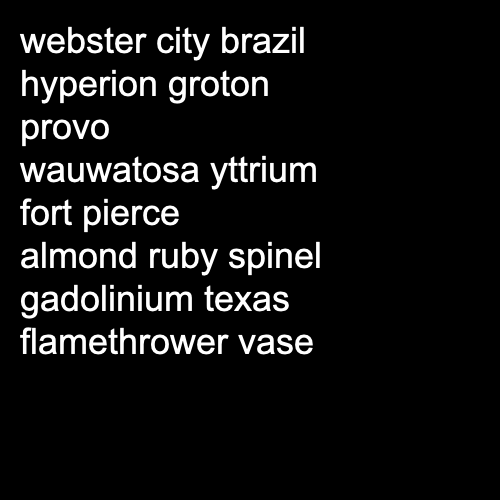 webster city brazil
hyperion groton
provo
wauwatosa yttrium
fort pierce
almond ruby spinel
gadolinium texas
flamethrower vase